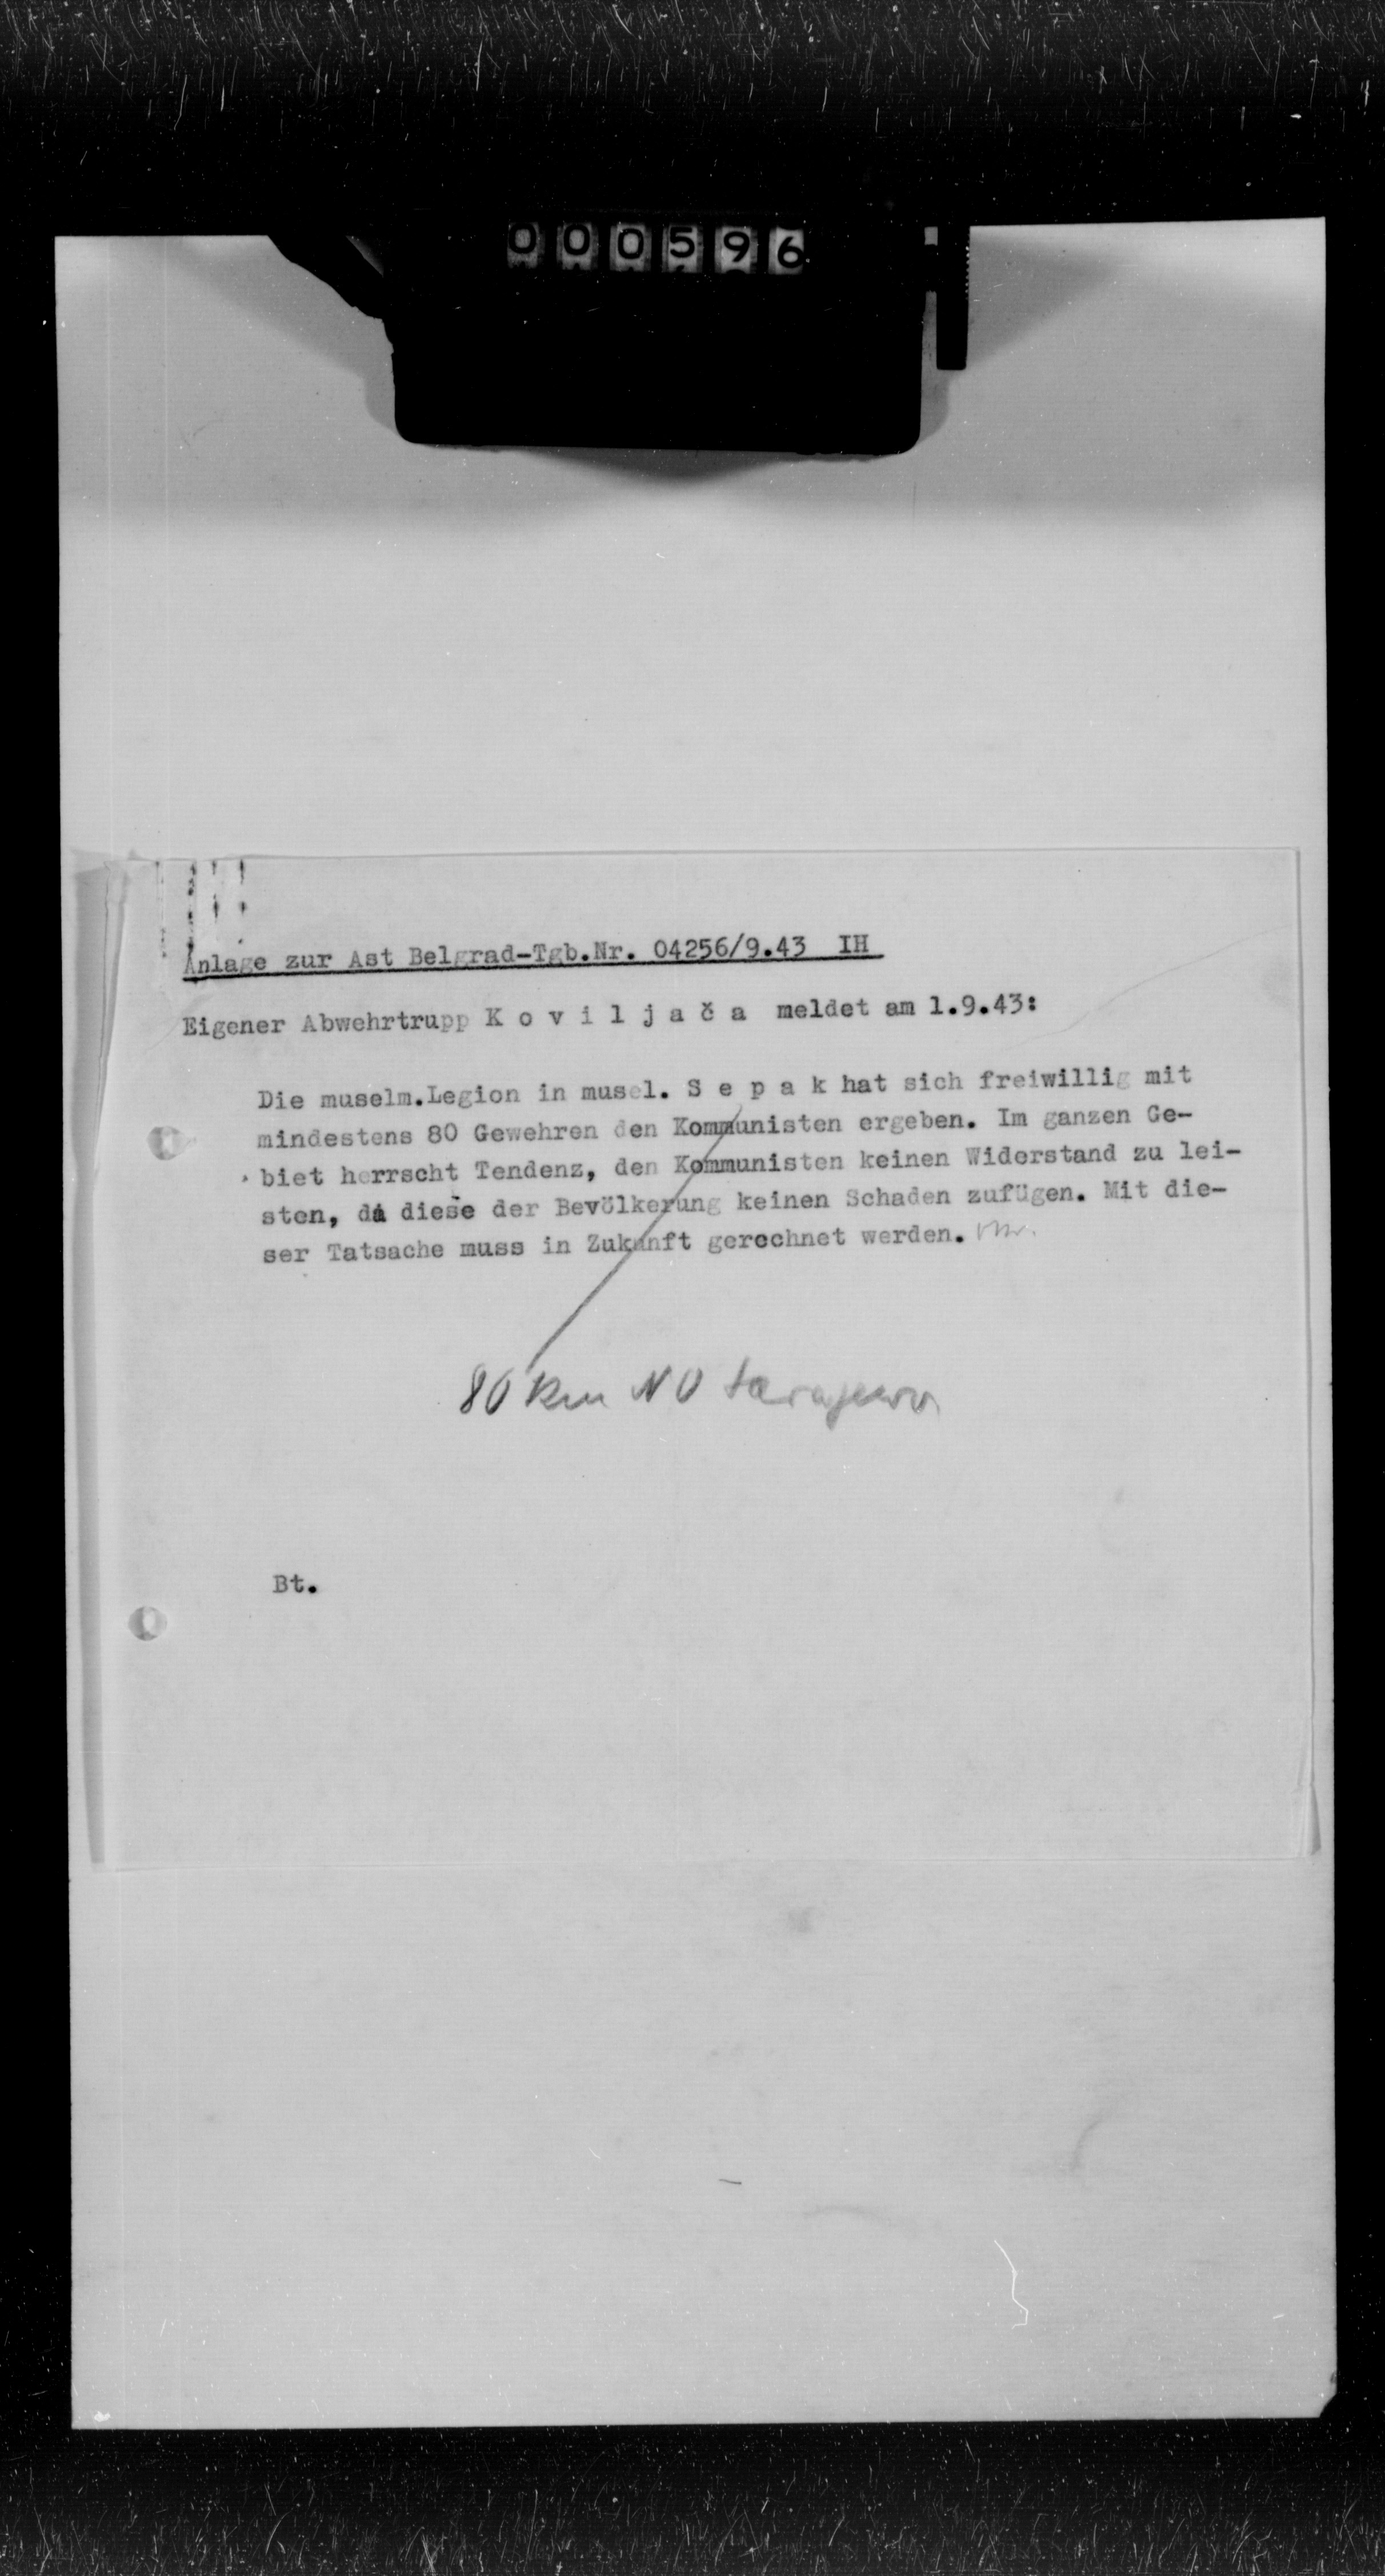 000596
Anlage zur Ast Belgrad-Tgb.Nr. 04256/9.43 IH
Eigener Abwehrtrupp K o v i l j a č a meldet am 1.9.43:
Die muselm.Legion in musel. S e p a k hat sich freiwillig mit
mindestens 80 Gewehren den Kommunisten ergeben. Im ganzen Ge-
biet herrscht Tendenz, den Kommunisten keinen Widerstand zu lei-
sten, da diese der Bevölkerung keinen Schaden zufügen. Mit die-
ser Tatsache muss in Zukunft gerechnet werden.
80 km NO Sarajewo
Bt.